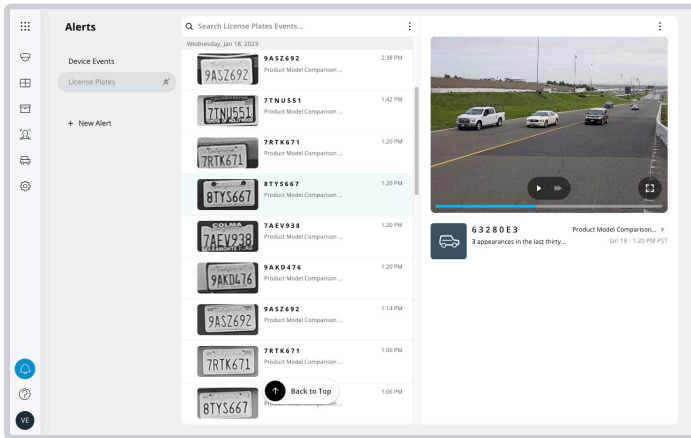 Alerts
Device Events
License Plates
+ New Alert
VE
Search License Plates Events...
Wednesday, Jan 18, 2023
9ASZ692
9ASZ692 2:38 PM
Product Model Comparison ...
7TNU551
7TNU551 1:42 PM
Product Model Comparison ...
7RTK671
7RTK671 1:20 PM
Product Model Comparison ...
8TYS667
8TYS667 1:20 PM
Product Model Comparison ...
COLMA
7AEV938
7AEV938 1:20 PM
Product Model Comparison ...
9AKD476
9AKD476 1:20 PM
Product Model Comparison ...
9ASZ692
9ASZ692 1:14 PM
Product Model Comparison ...
7RTK671
7RTK671 1:06 PM
Product Model Comparison ...
8TYS667
1:06 PM
Back to Top
63280E3 Product Model Comparison... >
3 appearances in the last thirty... Jan 18 - 1:20 PM PST